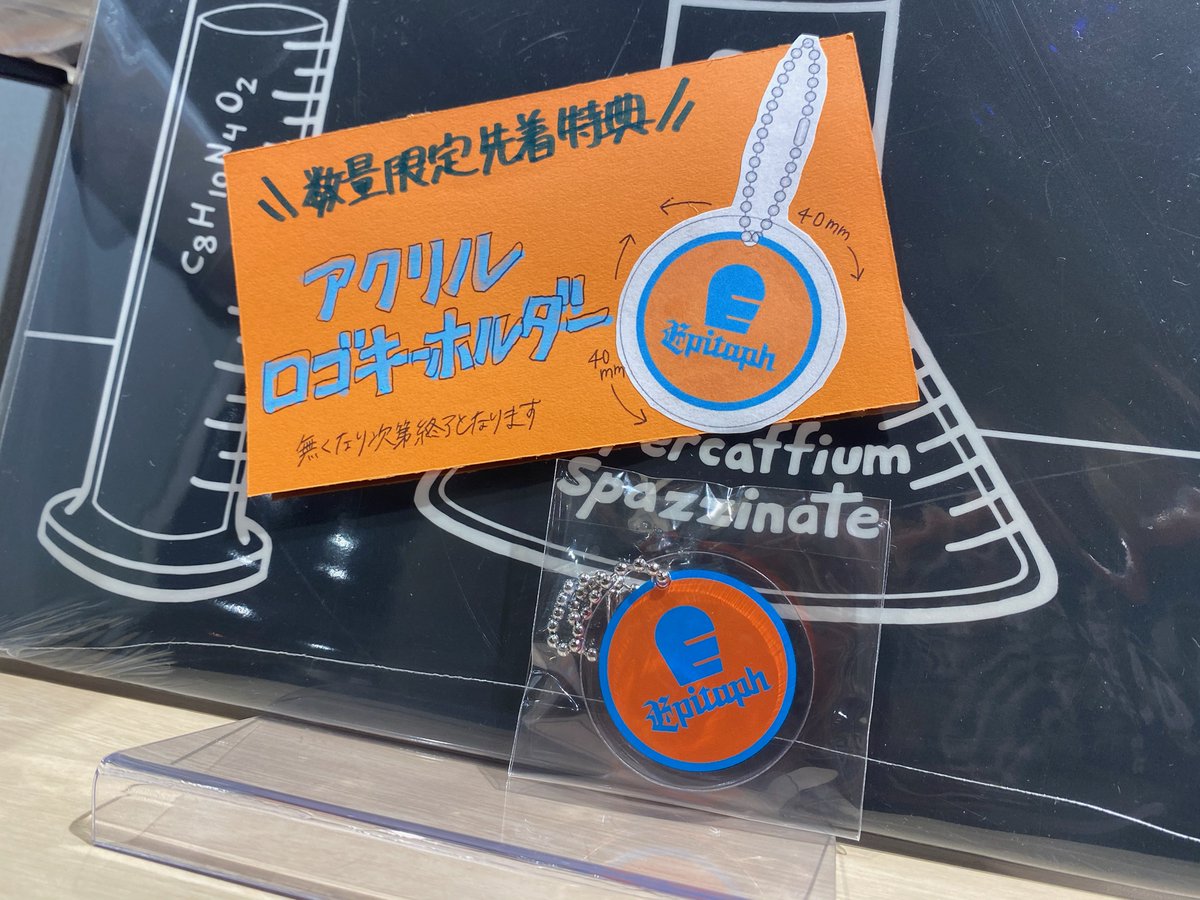 C8H10N4O2
\\数量限定先着特典//
アクリル
ロゴキーホルダー
無くなり次第終了となります
40mm
40
mm
Epitaph
percaffium
Spazzinate
Epitaph